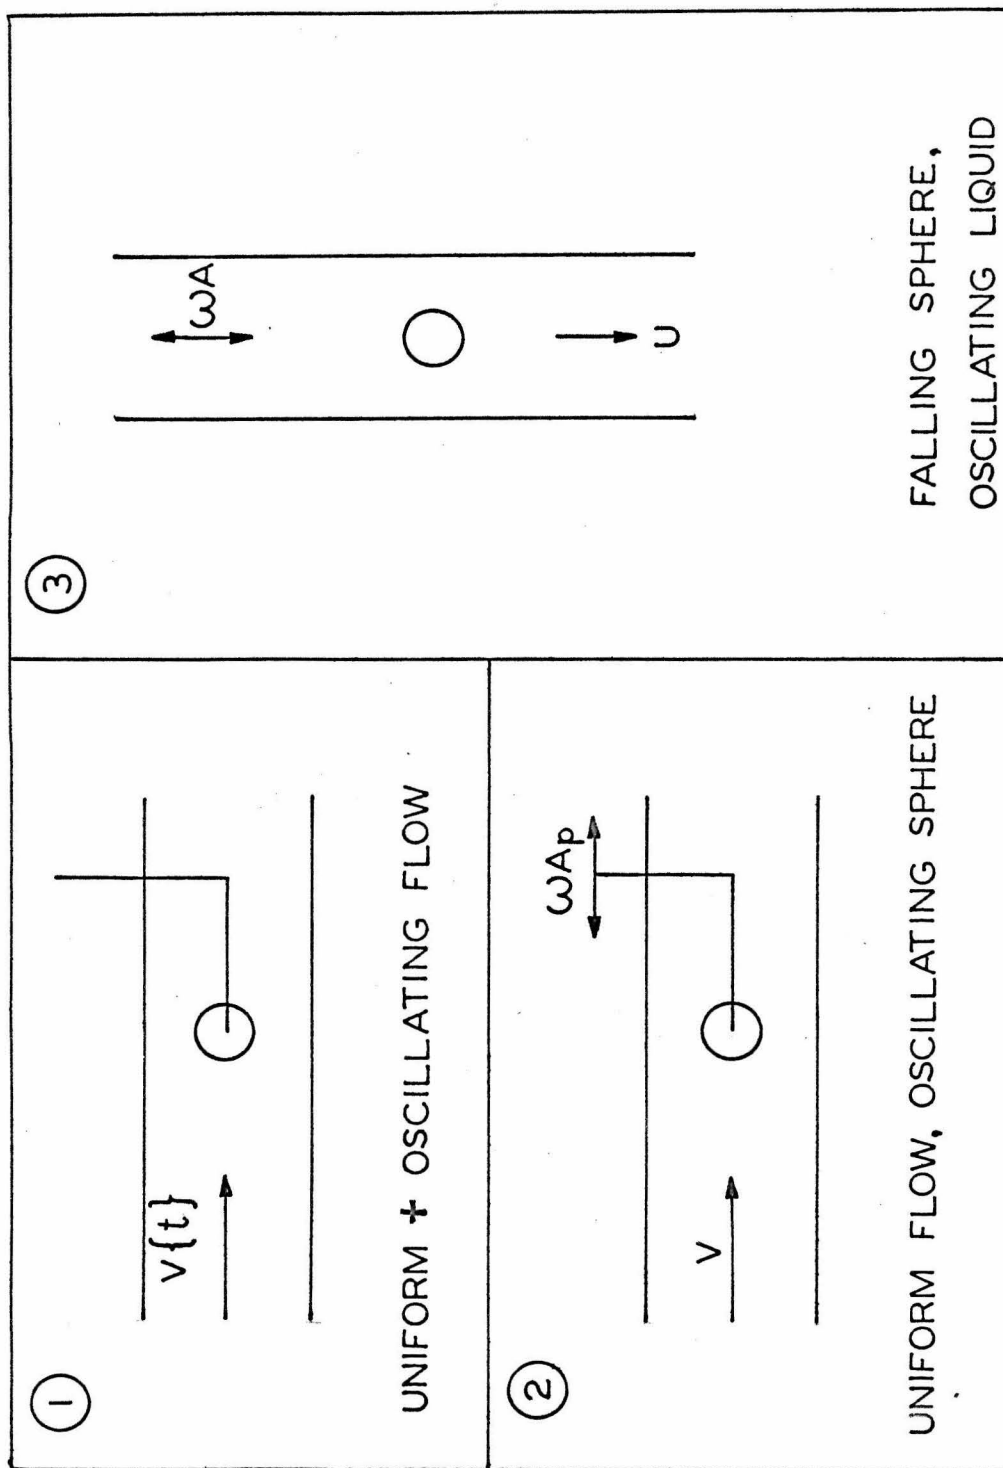 1
V{t}
UNIFORM + OSCILLATING FLOW
2
ωAp
V
UNIFORM FLOW, OSCILLATING SPHERE
3
ωA
U
FALLING SPHERE,
OSCILLATING LIQUID